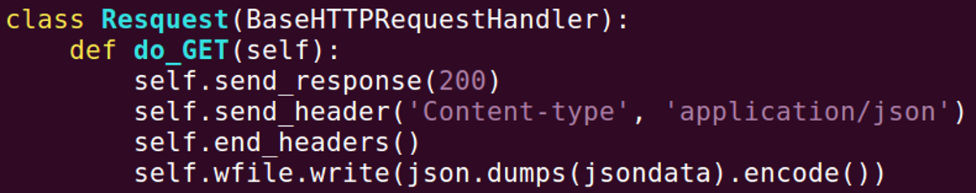 class Resquest(BaseHTTPRequestHandler):
    def do_GET(self):
        self.send_response(200)
        self.send_header('Content-type', 'application/json')
        self.end_headers()
        self.wfile.write(json.dumps(jsondata).encode())